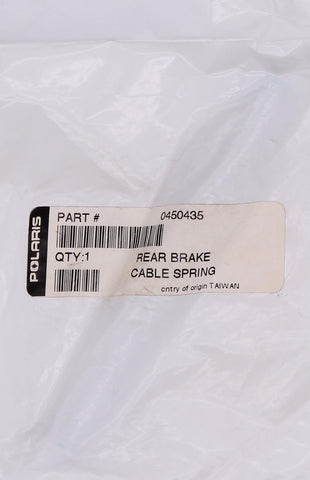 POLARIS
PART # 0450435
QTY:1 REAR BRAKE
CABLE SPRING
cntry of origin TAIWAN